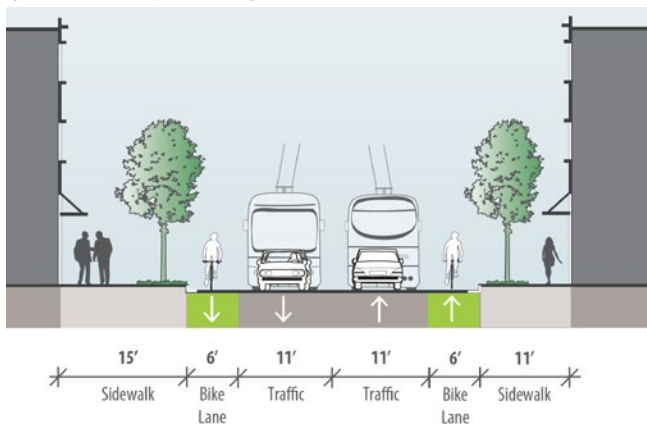 15′ 6′ 11′ 11′ 6′ 11′
Sidewalk Bike Lane Traffic Traffic Bike Lane Sidewalk